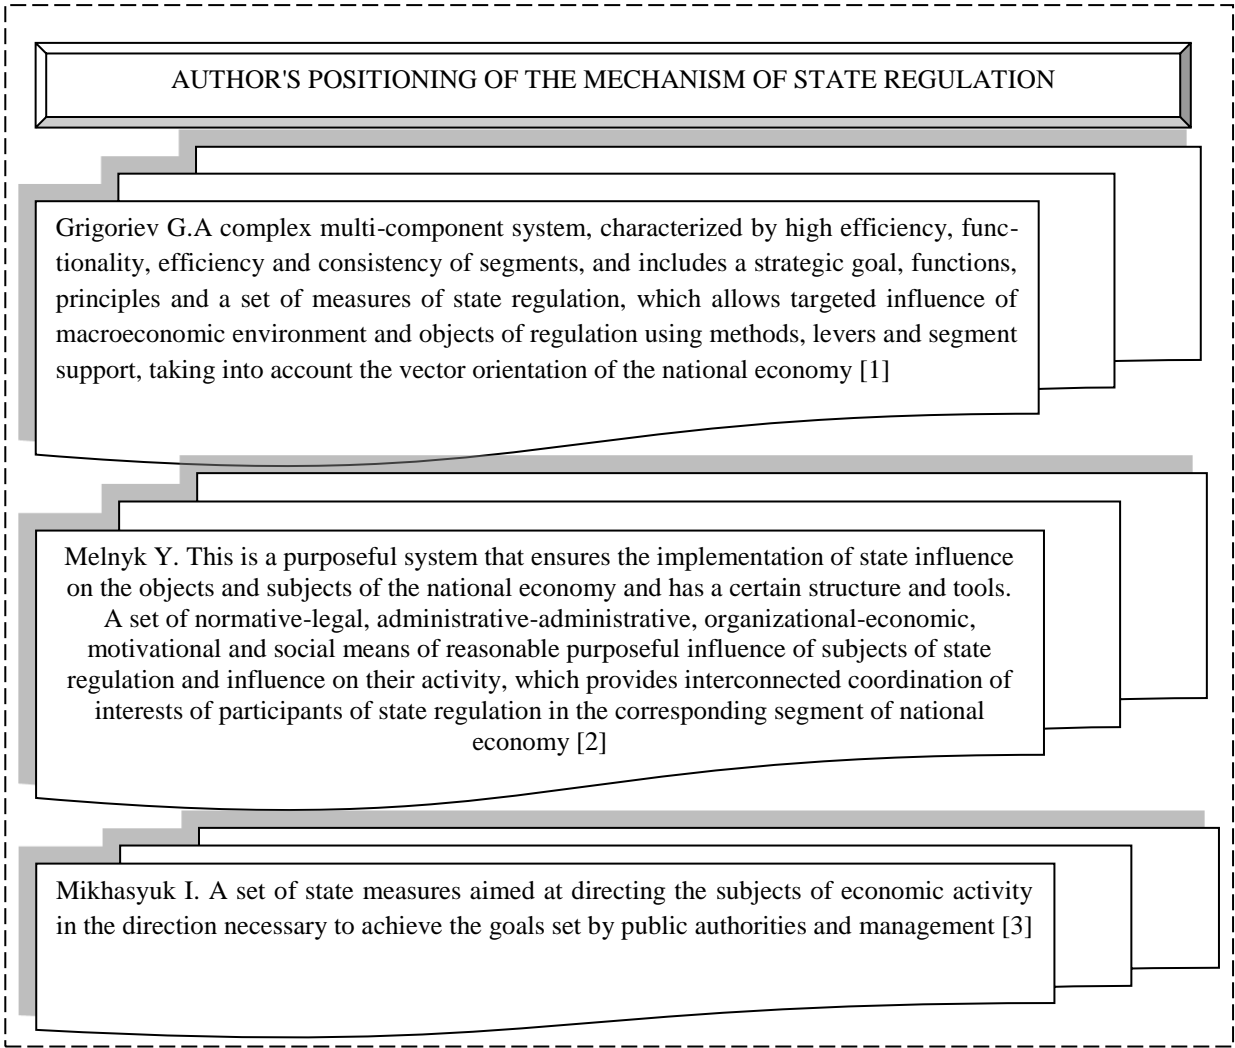 AUTHOR'S POSITIONING OF THE MECHANISM OF STATE REGULATION
Grigoriev G.A complex multi-component system, characterized by high efficiency, func-
tionality, efficiency and consistency of segments, and includes a strategic goal, functions,
principles and a set of measures of state regulation, which allows targeted influence of
macroeconomic environment and objects of regulation using methods, levers and segment
support, taking into account the vector orientation of the national economy [1]
Melnyk Y. This is a purposeful system that ensures the implementation of state influence
on the objects and subjects of the national economy and has a certain structure and tools.
A set of normative-legal, administrative-administrative, organizational-economic,
motivational and social means of reasonable purposeful influence of subjects of state
regulation and influence on their activity, which provides interconnected coordination of
interests of participants of state regulation in the corresponding segment of national
economy [2]
Mikhasyuk I. A set of state measures aimed at directing the subjects of economic activity
in the direction necessary to achieve the goals set by public authorities and management [3]